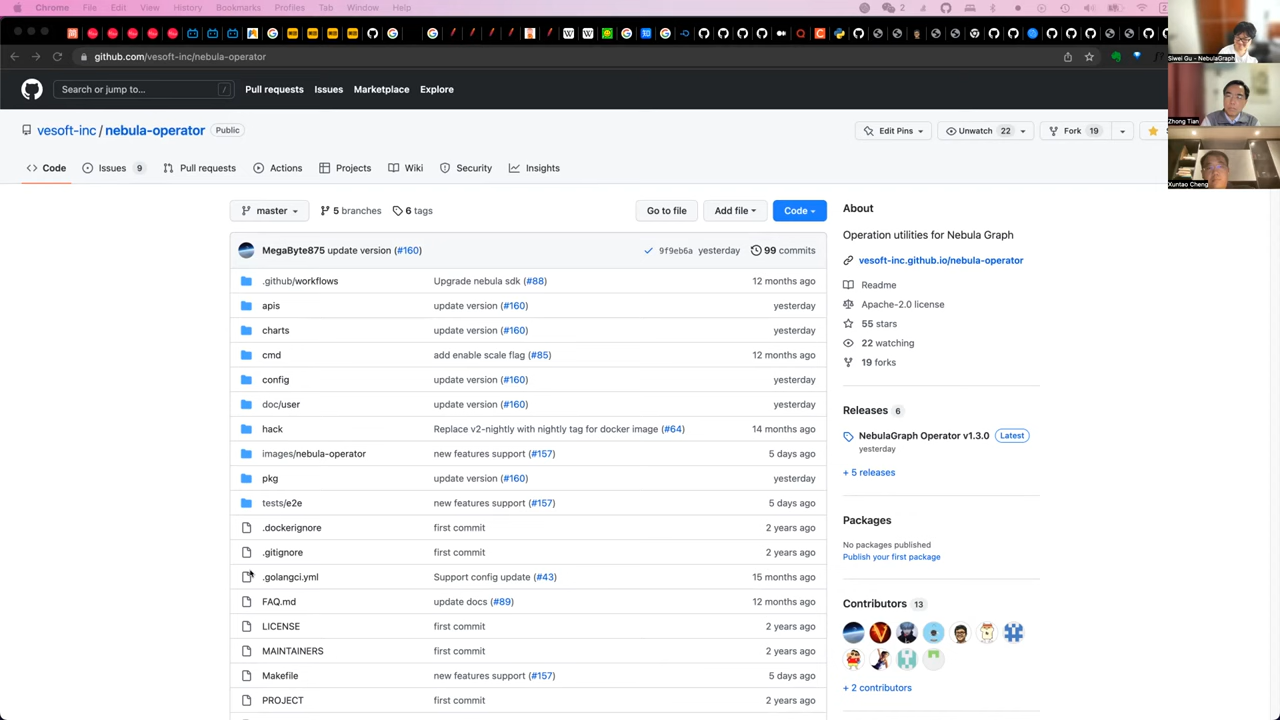 Profiles
Tab
Window
Help
2
github.com/vesoft-inc/nebula-operator
Search or jump to...
/
Pull requests
Issues
Marketplace
Explore
Siwei Gu - NebulaGraph
Zhong Tian
Xuntao Cheng
vesoft-inc / nebula-operator
Public
Edit Pins
Unwatch 22
Fork 19
Code
Issues 9
Pull requests
Actions
Projects
Wiki
Security
Insights
master
5 branches
6 tags
Go to file
Add file
Code
MegaByte875 update version (#160)
9f9eb6a yesterday
99 commits
.github/workflows
Upgrade nebula sdk (#88)
12 months ago
apis
update version (#160)
yesterday
charts
update version (#160)
yesterday
cmd
add enable scale flag (#85)
12 months ago
config
update version (#160)
yesterday
doc/user
update version (#160)
yesterday
hack
Replace v2-nightly with nightly tag for docker image (#64)
14 months ago
images/nebula-operator
new features support (#157)
5 days ago
pkg
update version (#160)
yesterday
tests/e2e
new features support (#157)
5 days ago
.dockerignore
first commit
2 years ago
.gitignore
first commit
2 years ago
.golangci.yml
Support config update (#43)
15 months ago
FAQ.md
update docs (#89)
12 months ago
LICENSE
first commit
2 years ago
MAINTAINERS
first commit
2 years ago
Makefile
new features support (#157)
5 days ago
PROJECT
first commit
2 years ago
About
Operation utilities for Nebula Graph
vesoft-inc.github.io/nebula-operator
Readme
Apache-2.0 license
55 stars
22 watching
19 forks
Releases 6
NebulaGraph Operator v1.3.0 Latest
yesterday
+ 5 releases
Packages
No packages published
Publish your first package
Contributors 13
+ 2 contributors